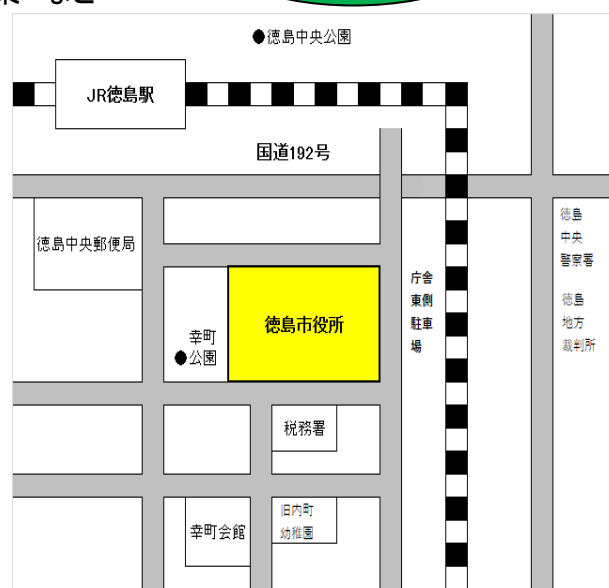 ●徳島中央公園
JR徳島駅
国道192号
徳島中央郵便局
徳島
中央
警察署
徳島
地方
裁判所
庁舎
東側
駐車
場
徳島市役所
幸町
●公園
税務署
幸町会館
旧内町
幼稚園